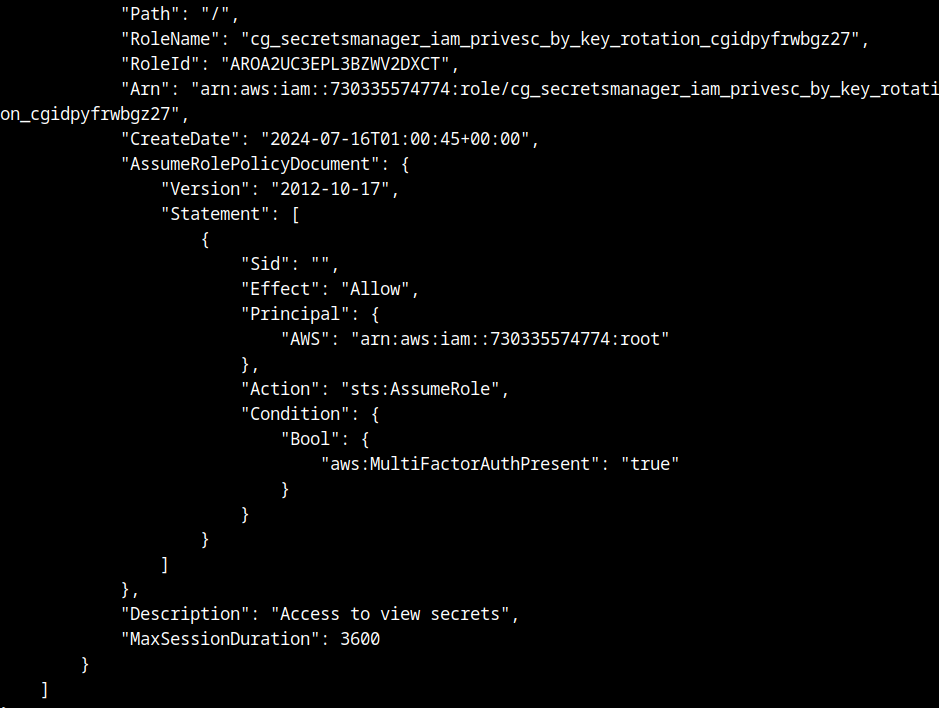 "Path": "/",
"RoleName": "cg_secretsmanager_iam_privesc_by_key_rotation_cgidpyfrwbgz27",
"RoleId": "AROA2UC3EPL3BZWV2DXCT",
"Arn": "arn:aws:iam::730335574774:role/cg_secretsmanager_iam_privesc_by_key_rotati
on_cgidpyfrwbgz27",
"CreateDate": "2024-07-16T01:00:45+00:00",
"AssumeRolePolicyDocument": {
"Version": "2012-10-17",
"Statement": [
{
"Sid": "",
"Effect": "Allow",
"Principal": {
"AWS": "arn:aws:iam::730335574774:root"
},
"Action": "sts:AssumeRole",
"Condition": {
"Bool": {
"aws:MultiFactorAuthPresent": "true"
}
}
}
]
},
"Description": "Access to view secrets",
"MaxSessionDuration": 3600
}
]